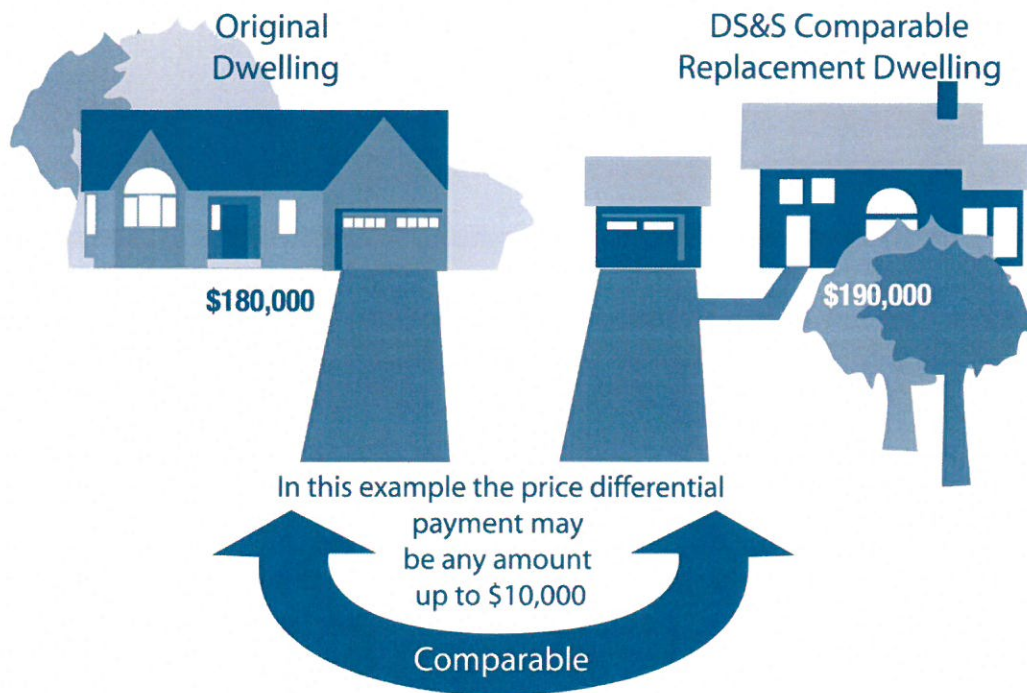 Original
Dwelling
DS&S Comparable
Replacement Dwelling
$180,000
$190,000
In this example the price differential
payment may
be any amount
up to $10,000
Comparable